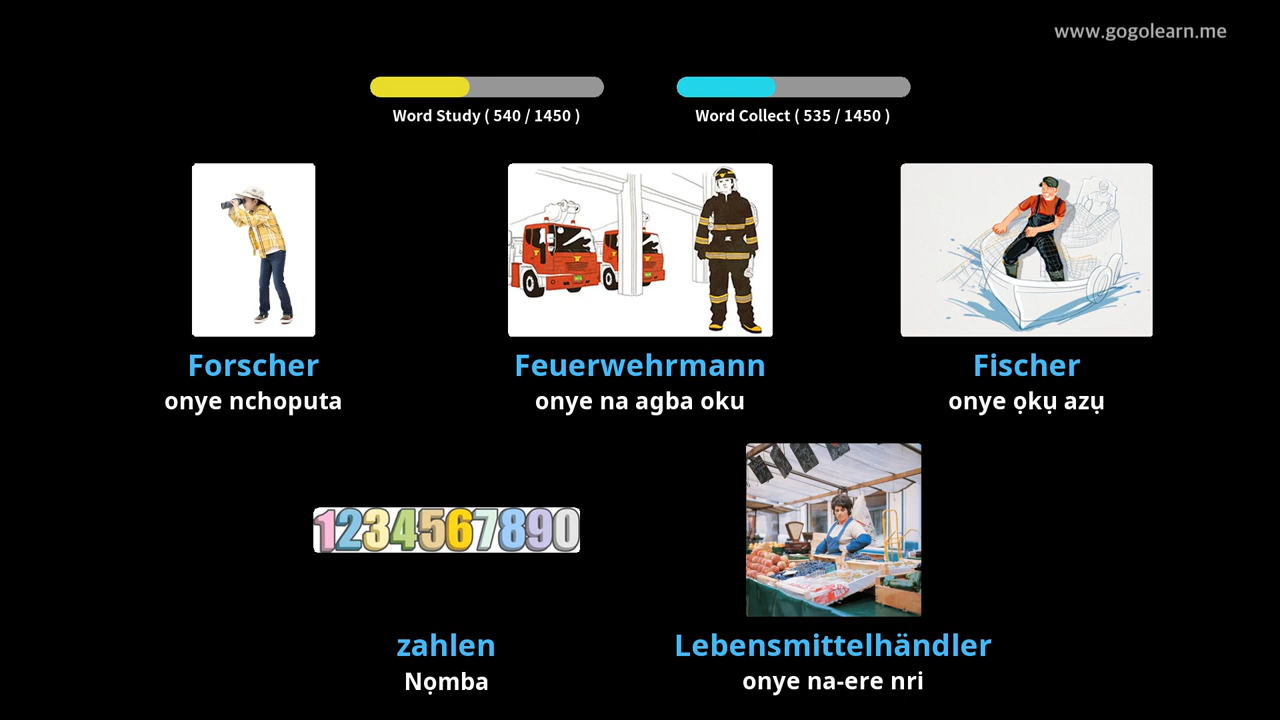 www.gogolearn.me
Word Study ( 540 / 1450 )
Word Collect ( 535 / 1450 )
Forscher
onye nchoputa
Feuerwehrmann
onye na agba oku
Fischer
onye ọkụ azụ
1234567890
zahlen
Nọmba
Lebensmittelhändler
onye na-ere nri